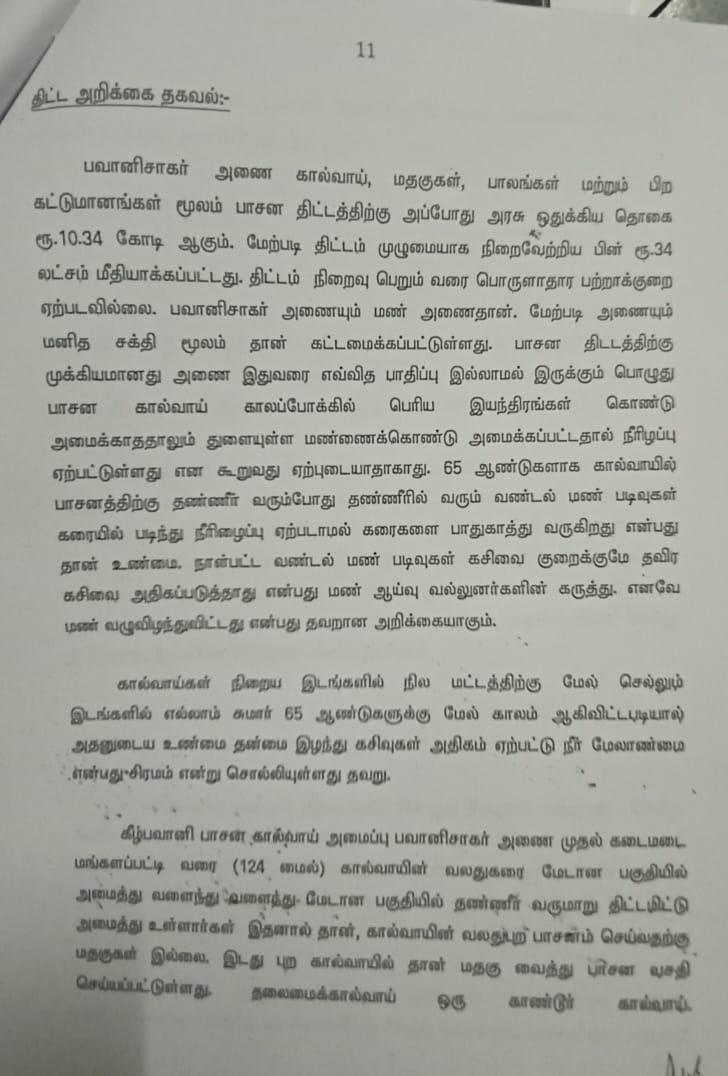 11
திட்ட அறிக்கை தகவல்:-
பவானிசாகர் அணை கால்வாய், மதகுகள், பாலங்கள் மற்றும் பிற
கட்டுமானங்கள் மூலம் பாசன திட்டத்திற்கு அப்போது அரசு ஒதுக்கிய தொகை
ரூ.10.34 கோடி ஆகும். மேற்படி திட்டம் முழுமையாக நிறைவேற்றிய பின் ரூ.34
லட்சம் மீதியாக்கப்பட்டது. திட்டம் நிறைவு பெறும் வரை பொருளாதார பற்றாக்குறை
ஏற்படவில்லை. பவானிசாகர் அணையும் மண் அணைதான். மேற்படி அணையும்
மனித சக்தி மூலம் தான் கட்டமைக்கப்பட்டுள்ளது. பாசன திடடத்திற்கு
முக்கியமானது அணை இதுவரை எவ்வித பாதிப்பு இல்லாமல் இருக்கும் பொழுது
பாசன கால்வாய் காலப்போக்கில் பெரிய இயந்திரங்கள் கொண்டு
அமைக்காததாலும் துளையுள்ள மண்ணைக்கொண்டு அமைக்கப்பட்டதால் நீரிழப்பு
ஏற்பட்டுள்ளது என கூறுவது ஏற்புடையாதாகாது. 65 ஆண்டுகளாக கால்வாயில்
பாசனத்திற்கு தண்ணீர் வரும்போது தண்ணீரில் வரும் வண்டல் மண் படிவுகள்
கரையில் படிந்து நீரிழைப்பு ஏற்படாமல் கரைகளை பாதுகாத்து வருகிறது என்பது
தான் உண்மை. நாள்பட்ட வண்டல் மண் படிவுகள் கசிவை குறைக்குமே தவிர
கசிவை அதிகப்படுத்தாது என்பது மண் ஆய்வு வல்லுனர்களின் கருத்து. எனவே
மண் வழுவிழந்துவிட்டது என்பது தவறான அறிக்கையாகும்.
கால்வாய்கள் நிறைய இடங்களில் நில மட்டத்திற்கு மேல் செல்லும்
இடங்களில் எல்லாம் சுமார் 65 ஆண்டுகளுக்கு மேல் காலம் ஆகிவிட்டபடியால்
அதனுடைய உண்மை தன்மை இழந்து கசிவுகள் அதிகம் ஏற்பட்டு நீர் மேலாண்மை
என்பது சிரமம் என்று சொல்லியுள்ளது தவறு.
கீழ்பவானி பாசன கால்வாய் அமைப்பு பவானிசாகர் அணை முதல் கடைமடை
மங்களப்பட்டி வரை (124 மைல்) கால்வாயின் வலதுகரை மேடான பகுதியில்
அமைத்து வளைந்து வளைத்து மேடான பகுதியில் தண்ணீர் வருமாறு திட்டமிட்டு
அமைத்து உள்ளார்கள் இதனால் தான், கால்வாயின் வலதுபுற பாசனம் செய்வதற்கு
மதகுகள் இல்லை. இடது புற கால்வாயில் தான் மதகு வைத்து பாசன வசதி
செய்யப்பட்டுள்ளது. தலைமைக்கால்வாய் ஒரு காண்டூர் கால்வாய்.